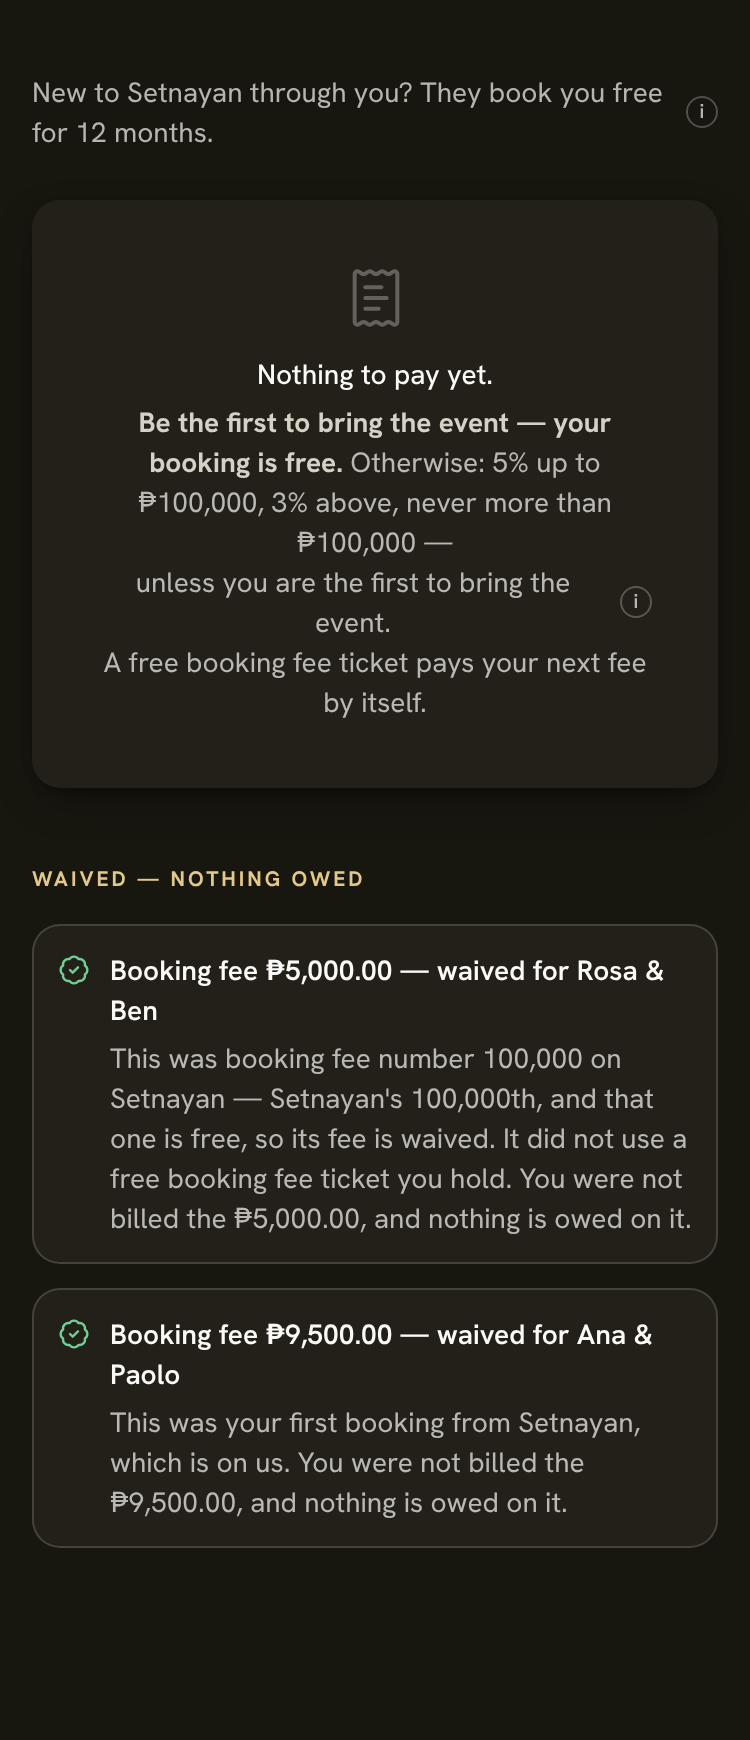 New to Setnayan through you? They book you free
for 12 months.
i
Nothing to pay yet.
Be the first to bring the event — your
booking is free. Otherwise: 5% up to
₱100,000, 3% above, never more than
₱100,000 —
unless you are the first to bring the
event.
i
A free booking fee ticket pays your next fee
by itself.
WAIVED — NOTHING OWED
Booking fee ₱5,000.00 — waived for Rosa &
Ben
This was booking fee number 100,000 on
Setnayan — Setnayan's 100,000th, and that
one is free, so its fee is waived. It did not use a
free booking fee ticket you hold. You were not
billed the ₱5,000.00, and nothing is owed on it.
Booking fee ₱9,500.00 — waived for Ana &
Paolo
This was your first booking from Setnayan,
which is on us. You were not billed the
₱9,500.00, and nothing is owed on it.